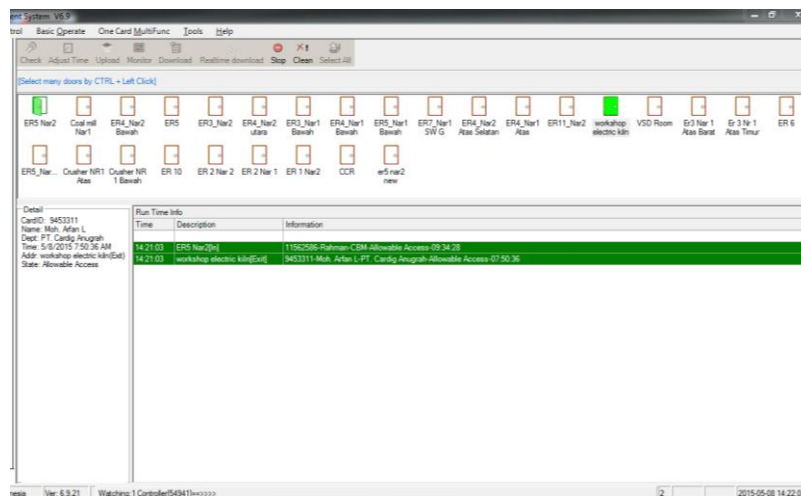 ent System V6.9
trol Basic Operate One Card MultiFunc Tools Help
Check Adjust Time Upload Monitor Download Realtime download Stop Clean Select All
[Select many doors by CTRL + Left Click]
ER5 Nar2 Coal mill Nar1 ER4_Nar2 Bawah ER5 ER3_Nar2 ER4_Nar2 utara ER3_Nar1 Bawah ER4_Nar1 Bawah ER5_Nar1 Bawah ER7_Nar1 SW G ER4_Nar2 Atas Selatan ER4_Nar1 Atas ER11_Nar2 workshop electric kiln VSD Room Er3 Nar 1 Atas Barat Er 3 Nr 1 Atas Timur ER 6
ER5_Nar... Crusher NR1 Atas Crusher NR 1 Bawah ER 10 ER 2 Nar 2 ER 2 Nar 1 ER 1 Nar2 CCR er5 nar2 new
Detail
CardID: 9453311
Name: Moh. Arfan L
Dept: PT. Cardig Anugrah
Time: 5/8/2015 7:50:36 AM
Addr: workshop electric kiln(Exit)
State: Allowable Access
Run Time Info
Time Description Information
14:21:03 ER5 Nar2[In] 11562586-Rahman-CBM-Allowable Access-09:34:28
14:21:03 workshop electric kiln[Exit] 9453311-Moh. Arfan L-PT. Cardig Anugrah-Allowable Access-07:50:36
nesia Ver: 6.9.21 Watching:1 Controller(54941)==>>>> 2 2015-05-08 14:22:0